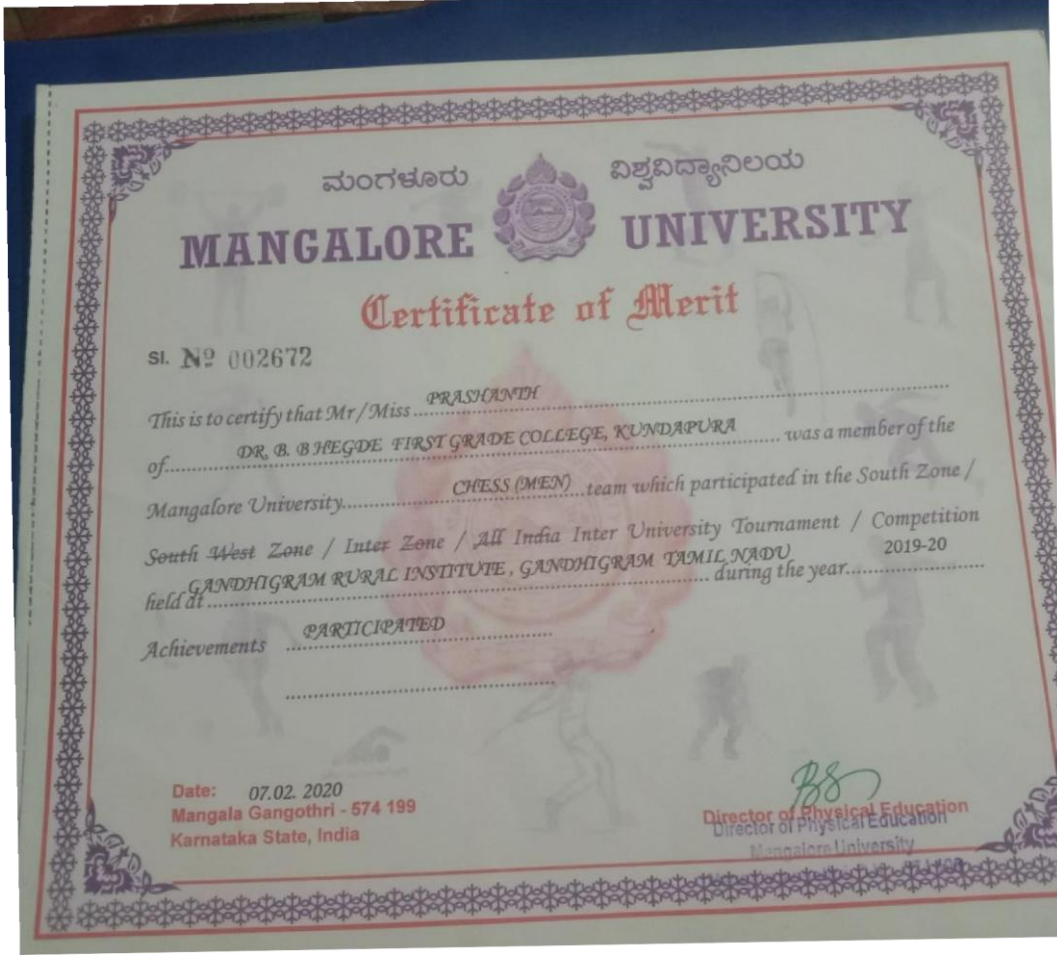 ಮಂಗಳೂರು ವಿಶ್ವವಿದ್ಯಾನಿಲಯ
MANGALORE UNIVERSITY
Certificate of Merit
Sl. Nº 002672
This is to certify that Mr/Miss PRASHANTH
of DR, B. B HEGDE FIRST GRADE COLLEGE, KUNDAPURA was a member of the
Mangalore University CHESS (MEN) team which participated in the South Zone /
South West Zone / Inter Zone / All India Inter University Tournament / Competition
held at GANDHIGRAM RURAL INSTITUTE, GANDHIGRAM TAMIL NADU during the year 2019-20
Achievements PARTICIPATED
Date: 07.02. 2020
Mangala Gangothri - 574 199
Karnataka State, India
Director of Physical Education
Director of Physical Education
Mangalore University